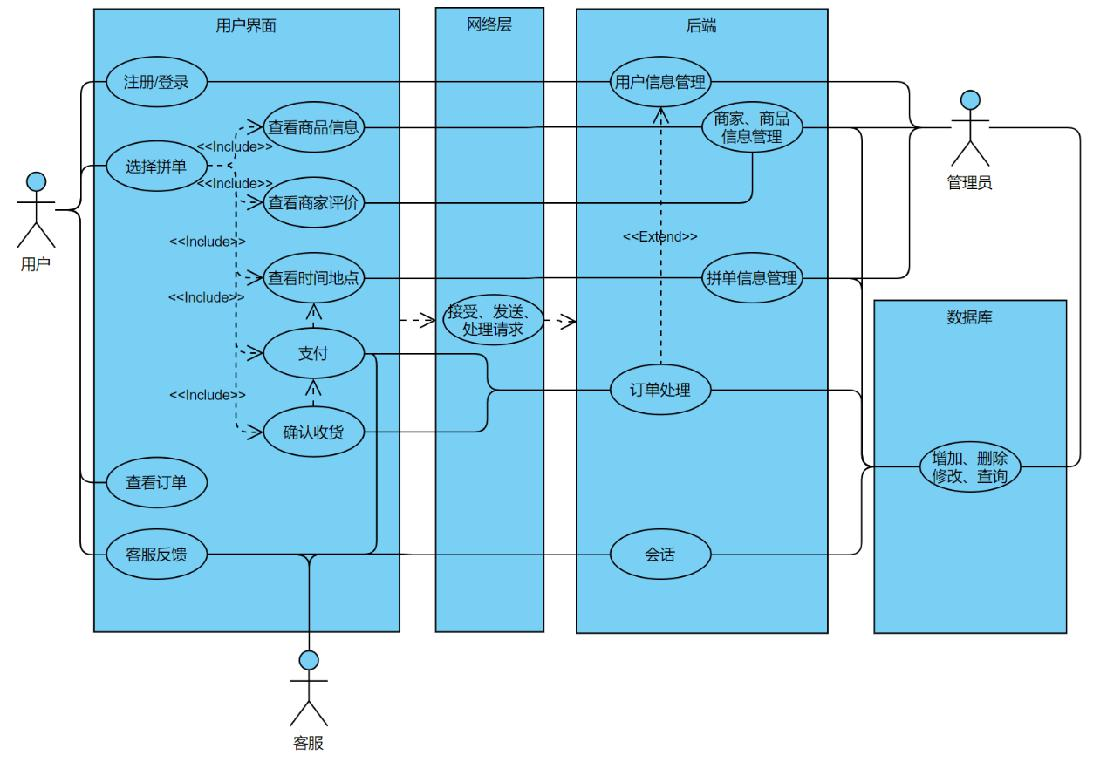 用户界面
网络层
后端
注册/登录
用户信息管理
查看商品信息
商家、商品
信息管理
<<Include>>
选择拼单
<<Include>>
查看商家评价
管理员
用户
<<Include>>
<<Extend>>
查看时间地点
拼单信息管理
<<Include>>
接受、发送、
处理请求
数据库
支付
订单处理
<<Include>>
确认收货
增加、删除
修改、查询
查看订单
客服反馈
会话
客服